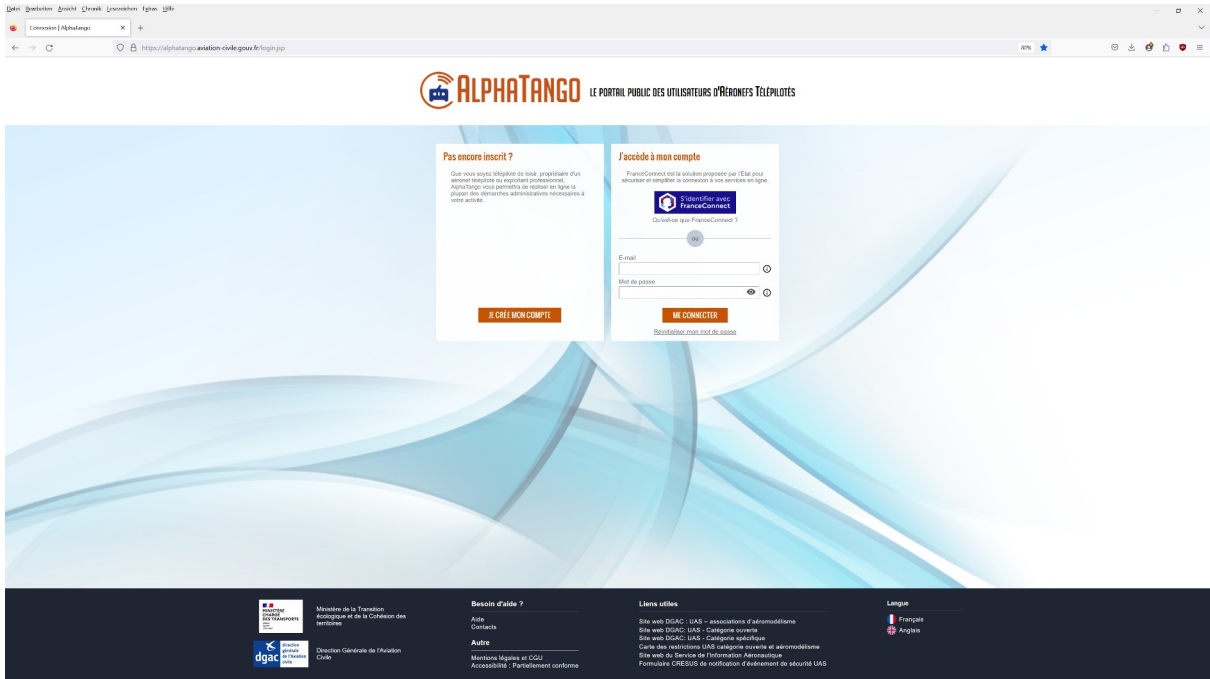 Datei Bearbeiten Ansicht Chronik Lesezeichen Extras Hilfe
Connexion | Alphatango
https://alphatango.aviation-civile.gouv.fr/login.jsp
80%
ALPHATANGO LE PORTAIL PUBLIC DES UTILISATEURS D'AÉRONEFS TÉLÉPILOTÉS
Pas encore inscrit ?
Que vous soyez télépilote de loisir, propriétaire d'un
aéronef télépiloté ou exploitant professionnel,
AlphaTango vous permettra de réaliser en ligne la
plupart des démarches administratives nécessaires à
votre activité.
JE CRÉE MON COMPTE
J'accède à mon compte
FranceConnect est la solution proposée par l'État pour
sécuriser et simplifier la connexion à vos services en ligne.
S'identifier avec
FranceConnect
Qu'est-ce que FranceConnect ?
ou
E-mail
Mot de passe
ME CONNECTER
Réinitialiser mon mot de passe
MINISTÈRE
CHARGÉ
DES TRANSPORTS
Ministère de la Transition
écologique et de la Cohésion des
territoires
dgac
direction
générale
de l'Aviation
civile
Direction Générale de l'Aviation
Civile
Besoin d'aide ?
Aide
Contacts
Autre
Mentions légales et CGU
Accessibilité : Partiellement conforme
Liens utiles
Site web DGAC : UAS – associations d'aéromodélisme
Site web DGAC: UAS - Catégorie ouverte
Site web DGAC: UAS - Catégorie spécifique
Carte des restrictions UAS catégorie ouverte et aéromodélisme
Site web du Service de l'Information Aéronautique
Formulaire CRESUS de notification d'événement de sécurité UAS
Langue
Français
Anglais